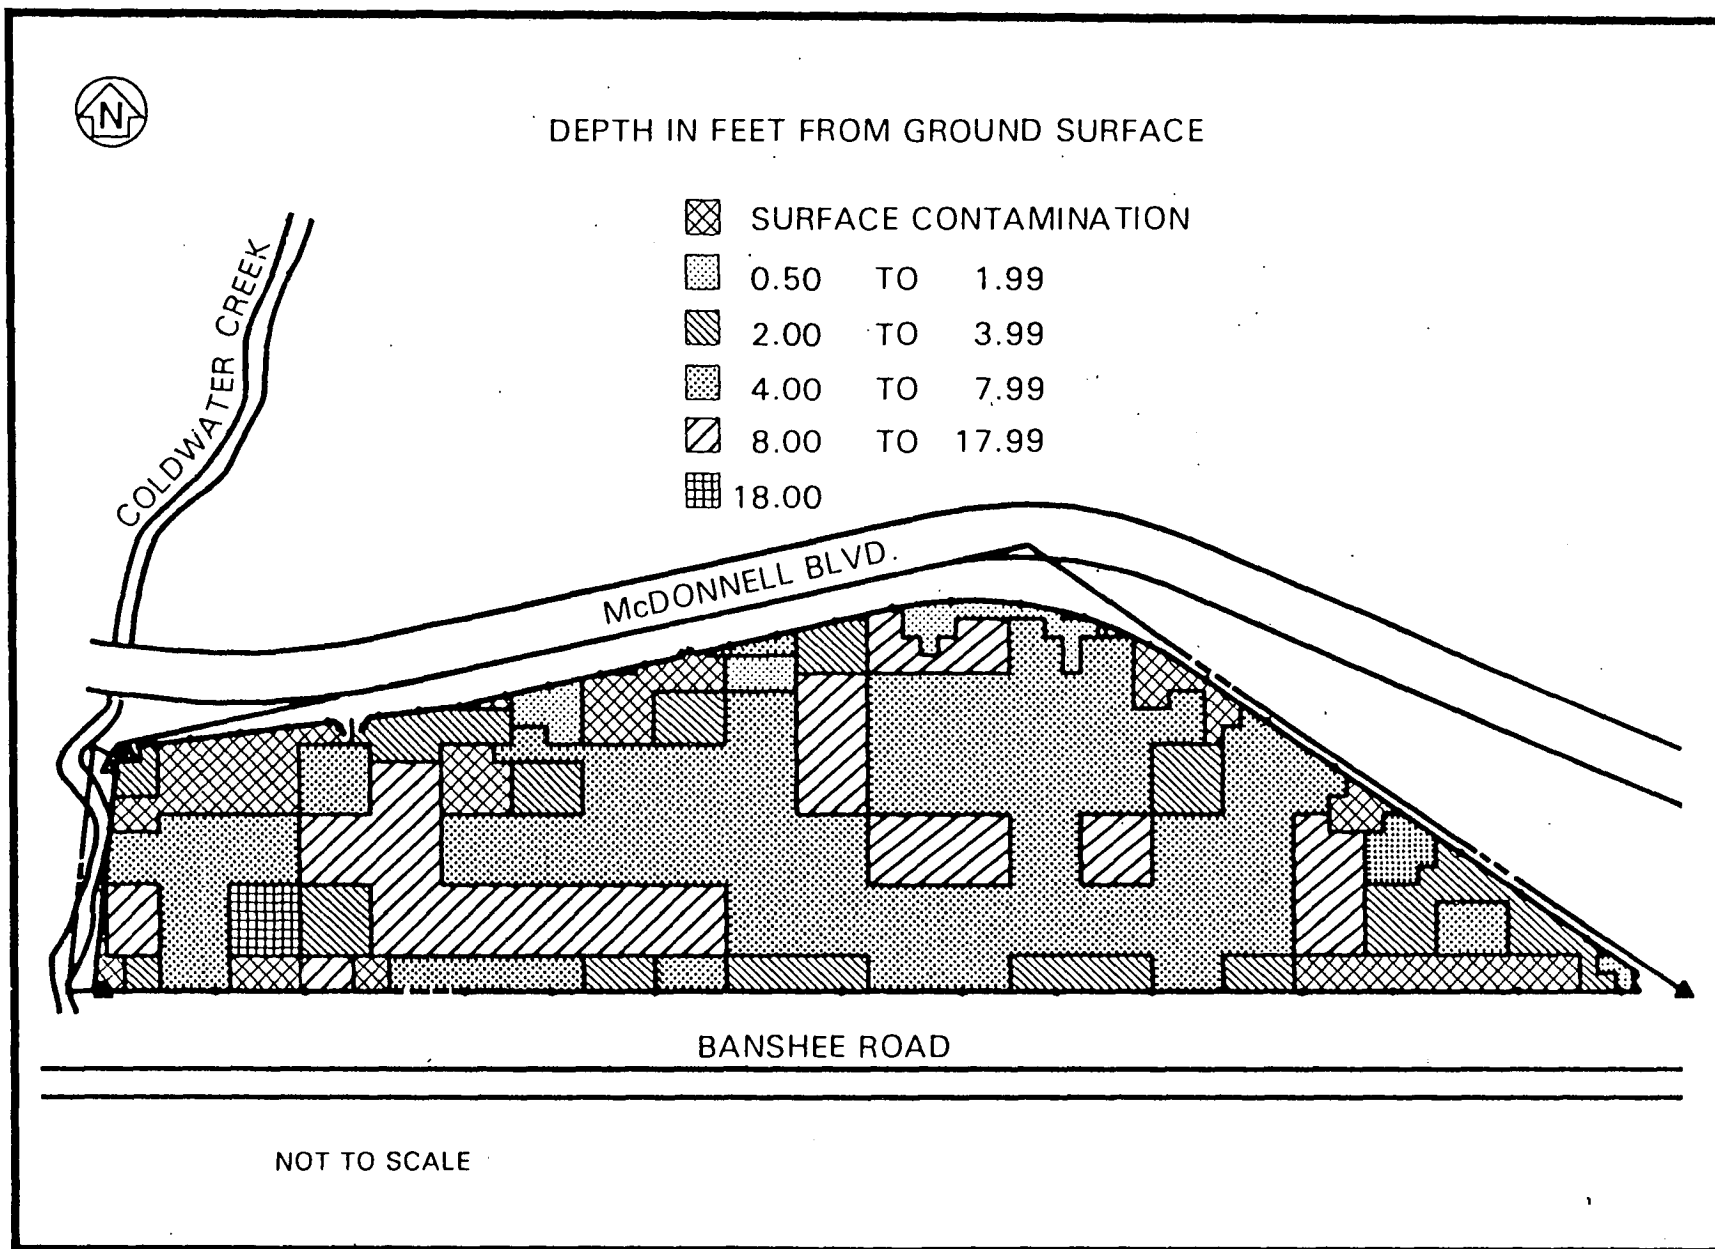 N
DEPTH IN FEET FROM GROUND SURFACE
SURFACE CONTAMINATION
0.50 TO 1.99
2.00 TO 3.99
4.00 TO 7.99
8.00 TO 17.99
18.00
COLDWATER CREEK
McDONNELL BLVD.
BANSHEE ROAD
NOT TO SCALE